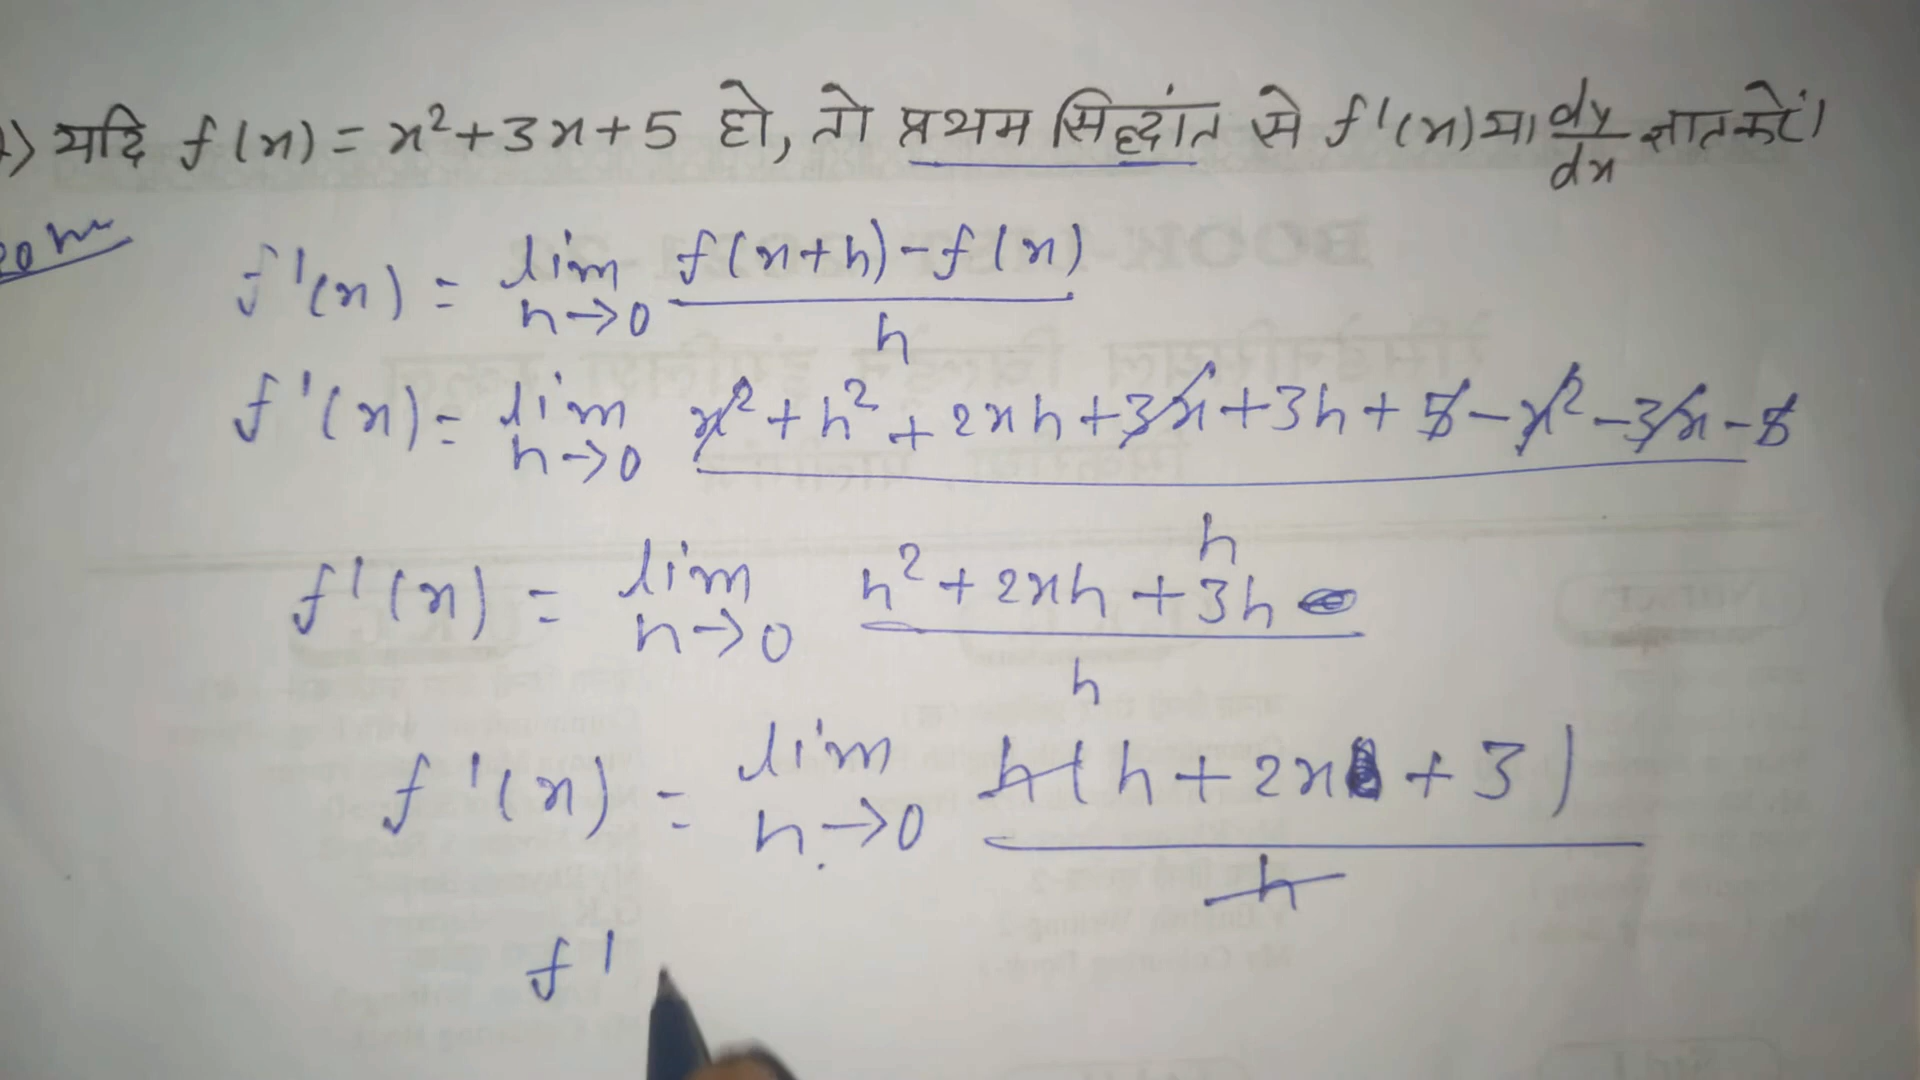 यदि f(x) = x²+3x+5 हो, तो प्रथम सिद्धांत से f'(x) या dy/dx ज्ञात करें।
f'(x) = lim h→0 f(x+h)-f(x) / h
f'(x) = lim h→0 x²+h²+2xh+3x+3h+5-x²-3x-5 / h
f'(x) = lim h→0 h²+2xh+3h / h
f'(x) = lim h→0 h(h+2x+3) / h
f'